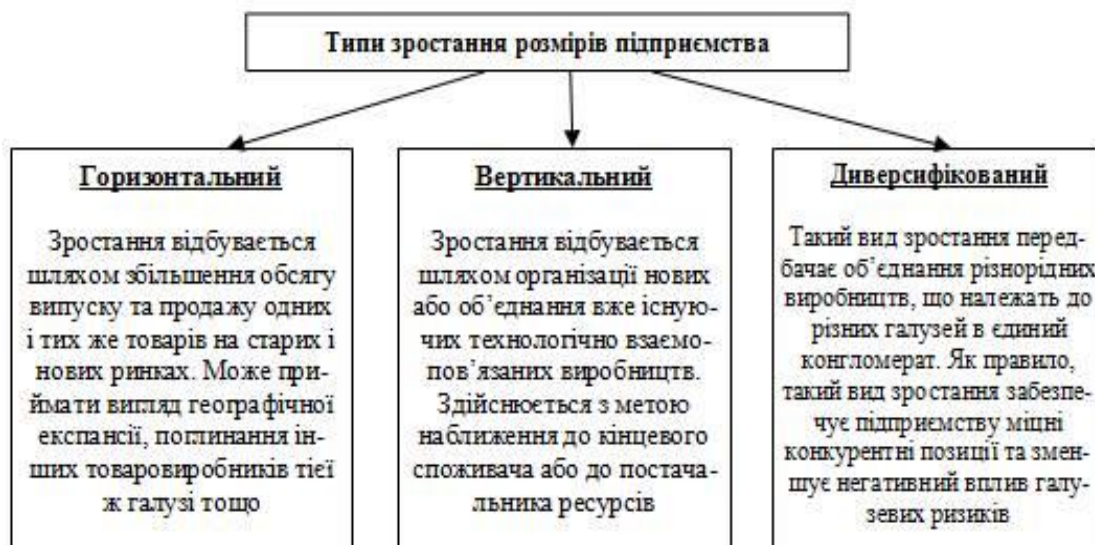 Типи зростання розмірів підприємства
Горизонтальний
Зростання відбувається
шляхом збільшення обсягу
випуску та продажу одних
і тих же товарів на старих і
нових ринках. Може при-
ймати вигляд географічної
експансії, поглинання ін-
ших товаровиробників тієї
ж галузі тощо
Вертикальний
Зростання відбувається
шляхом організації нових
або об’єднання вже існую-
чих технологічно взаємо-
пов’язаних виробництв.
Здійснюється з метою
наближення до кінцевого
споживача або до постача-
льника ресурсів
Диверсифікований
Такий вид зростання перед-
бачає об’єднання різнорідних
виробництв, що належать до
різних галузей в єдиний
конгломерат. Як правило,
такий вид зростання забезпе-
чує підприємству міцні
конкурентні позиції та змен-
шує негативний вплив галу-
зевих ризиків